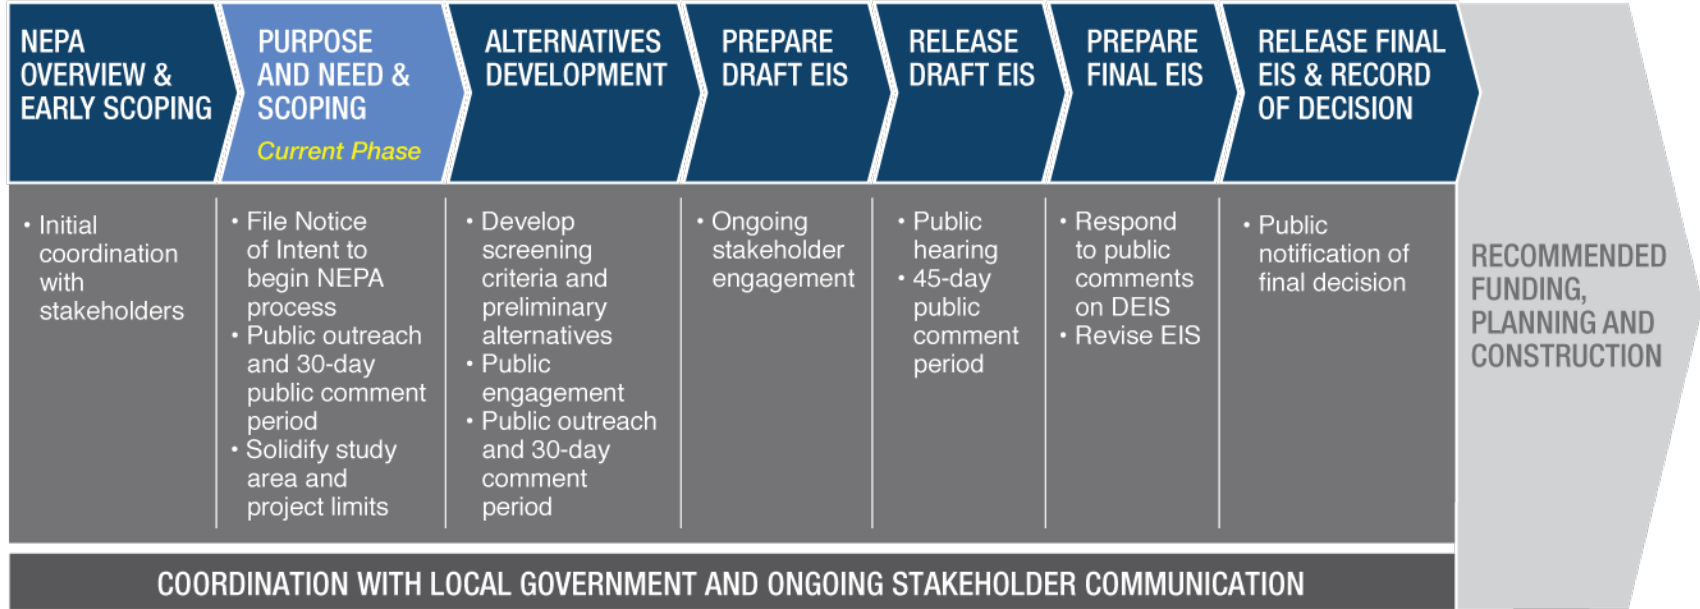 NEPA
OVERVIEW &
EARLY SCOPING
PURPOSE
AND NEED &
SCOPING
Current Phase
ALTERNATIVES
DEVELOPMENT
PREPARE
DRAFT EIS
RELEASE
DRAFT EIS
PREPARE
FINAL EIS
RELEASE FINAL
EIS & RECORD
OF DECISION
• Initial
coordination
with
stakeholders
• File Notice
of Intent to
begin NEPA
process
• Public outreach
and 30-day
public comment
period
• Solidify study
area and
project limits
• Develop
screening
criteria and
preliminary
alternatives
• Public
engagement
• Public outreach
and 30-day
comment
period
• Ongoing
stakeholder
engagement
• Public
hearing
• 45-day
public
comment
period
• Respond
to public
comments
on DEIS
• Revise EIS
• Public
notification of
final decision
RECOMMENDED
FUNDING,
PLANNING AND
CONSTRUCTION
COORDINATION WITH LOCAL GOVERNMENT AND ONGOING STAKEHOLDER COMMUNICATION